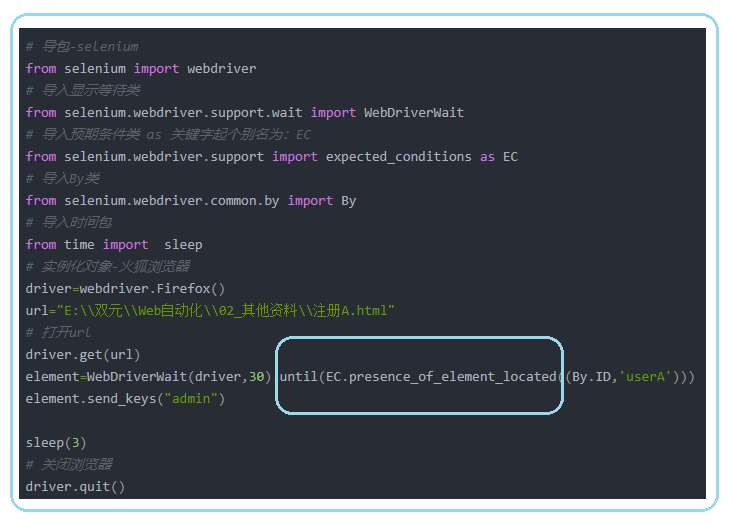 # 导包-selenium
from selenium import webdriver
# 导入显示等待类
from selenium.webdriver.support.wait import WebDriverWait
# 导入预期条件类 as 关键字起个别名为：EC
from selenium.webdriver.support import expected_conditions as EC
# 导入By类
from selenium.webdriver.common.by import By
# 导入时间包
from time import  sleep
# 实例化对象-火狐浏览器
driver=webdriver.Firefox()
url="E:\\双元\\Web自动化\\02_其他资料\\注册A.html"
# 打开url
driver.get(url)
element=WebDriverWait(driver,30) until(EC.presence_of_element_located((By.ID,'userA')))
element.send_keys("admin")
sleep(3)
# 关闭浏览器
driver.quit()